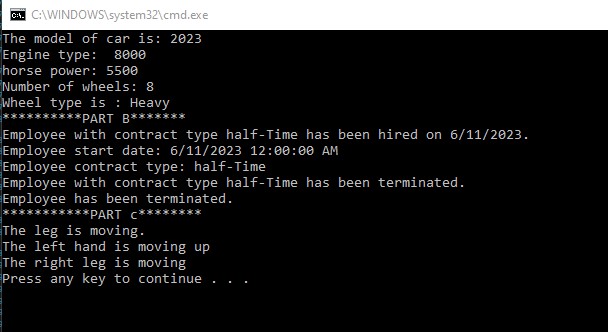 C:\WINDOWS\system32\cmd.exe
The model of car is: 2023
Engine type:  8000
horse power: 5500
Number of wheels: 8
Wheel type is : Heavy
**********PART B*******
Employee with contract type half-Time has been hired on 6/11/2023.
Employee start date: 6/11/2023 12:00:00 AM
Employee contract type: half-Time
Employee with contract type half-Time has been terminated.
Employee has been terminated.
***********PART c********
The leg is moving.
The left hand is moving up
The right leg is moving
Press any key to continue . . .